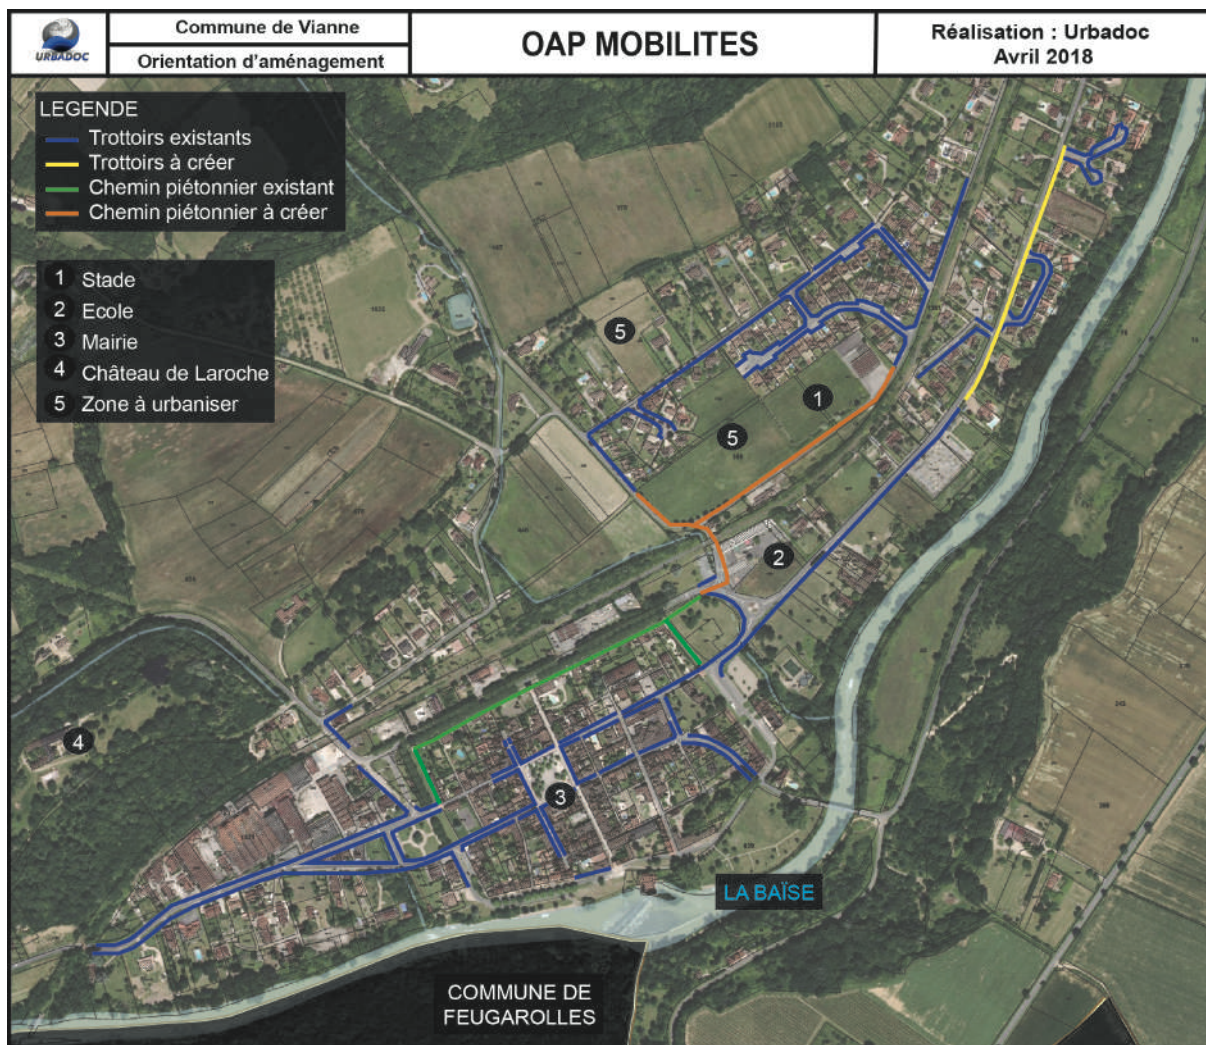 URBADOC
Commune de Vianne
Orientation d'aménagement
OAP MOBILITES
Réalisation : Urbadoc
Avril 2018
LEGENDE
Trottoirs existants
Trottoirs à créer
Chemin piétonnier existant
Chemin piétonnier à créer
1 Stade
2 Ecole
3 Mairie
4 Château de Laroche
5 Zone à urbaniser
5
1
5
2
4
3
LA BAÏSE
COMMUNE DE
FEUGAROLLES